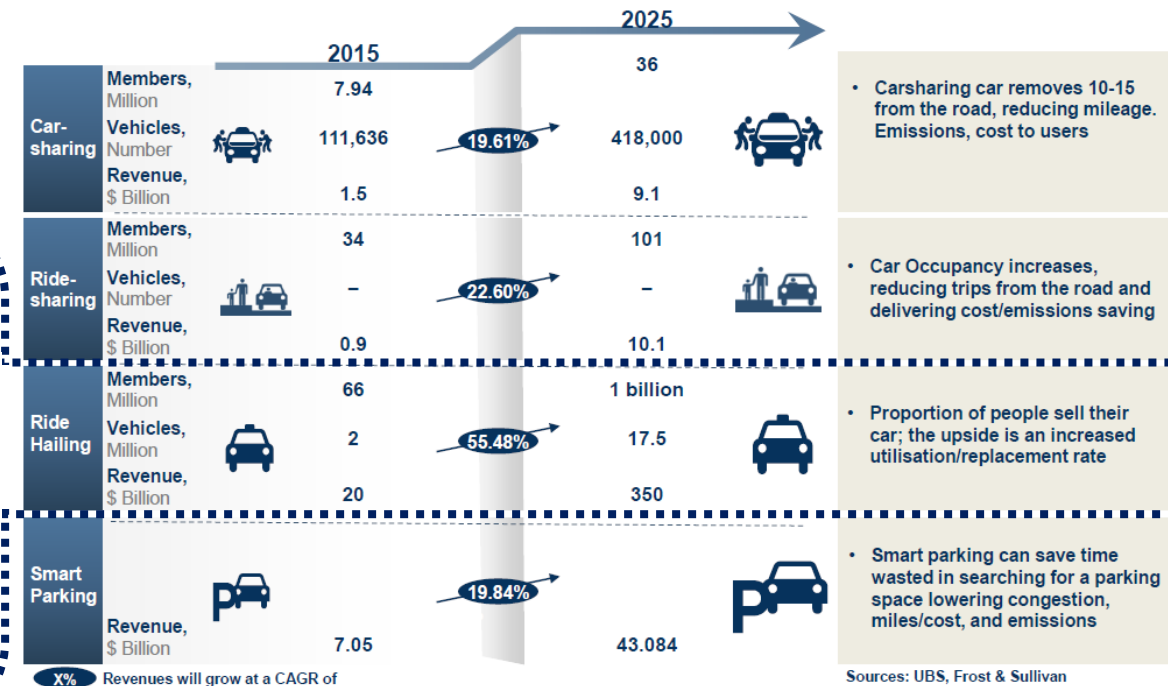 2015
2025
Car-
sharing
Members,
Million
7.94
36
Vehicles,
Number
111,636
19.61%
418,000
Revenue,
$ Billion
1.5
9.1
• Carsharing car removes 10-15
from the road, reducing mileage.
Emissions, cost to users
Ride-
sharing
Members,
Million
34
101
Vehicles,
Number
–
22.60%
–
Revenue,
$ Billion
0.9
10.1
• Car Occupancy increases,
reducing trips from the road and
delivering cost/emissions saving
Ride
Hailing
Members,
Million
66
1 billion
Vehicles,
Million
2
55.48%
17.5
Revenue,
$ Billion
20
350
• Proportion of people sell their
car; the upside is an increased
utilisation/replacement rate
Smart
Parking
P
19.84%
P
Revenue,
$ Billion
7.05
43.084
• Smart parking can save time
wasted in searching for a parking
space lowering congestion,
miles/cost, and emissions
X% Revenues will grow at a CAGR of
Sources: UBS, Frost & Sullivan